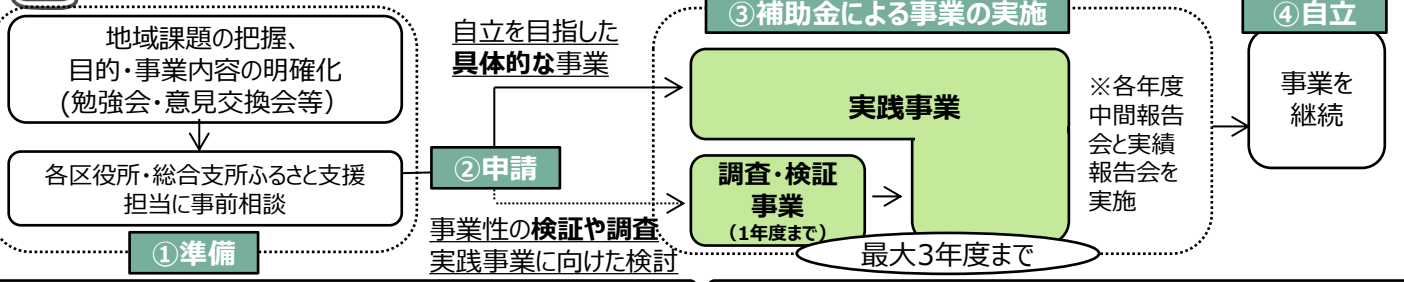 地域課題の把握、
目的・事業内容の明確化
(勉強会・意見交換会等)
各区役所・総合支所ふるさと支援
担当に事前相談
①準備
②申請
自立を目指した
具体的な事業
事業性の検証や調査
実践事業に向けた検討
③補助金による事業の実施
実践事業
調査・検証
事業
(1年度まで)
最大3年度まで
※各年度
中間報告
会と実績
報告会を
実施
④自立
事業を
継続